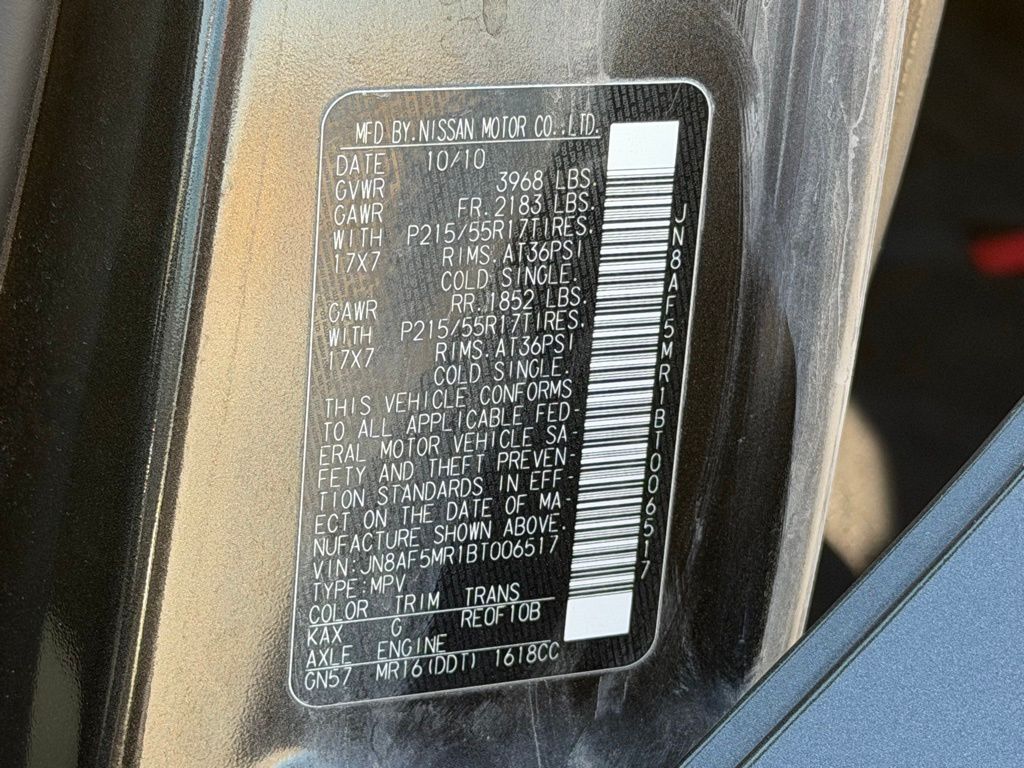 MFD BY.NISSAN MOTOR CO.,LTD.
DATE 10/10
GVWR 3968 LBS.
GAWR FR.2183 LBS.
WITH P215/55R17TIRES.
17X7 RIMS.AT36PSI
COLD SINGLE.
GAWR RR.1852 LBS.
WITH P215/55R17TIRES.
17X7 RIMS.AT36PSI
COLD SINGLE.
THIS VEHICLE CONFORMS
TO ALL APPLICABLE FED-
ERAL MOTOR VEHICLE SA
FETY AND THEFT PREVEN-
TION STANDARDS IN EFF-
ECT ON THE DATE OF MA-
NUFACTURE SHOWN ABOVE.
VIN:JN8AF5MR1BT006517
TYPE:MPV
COLOR TRIM TRANS
KAX G RE0F10B
AXLE ENGINE
GN57 MR16(DDT) 1618CC
JN8AF5MR1BT006517